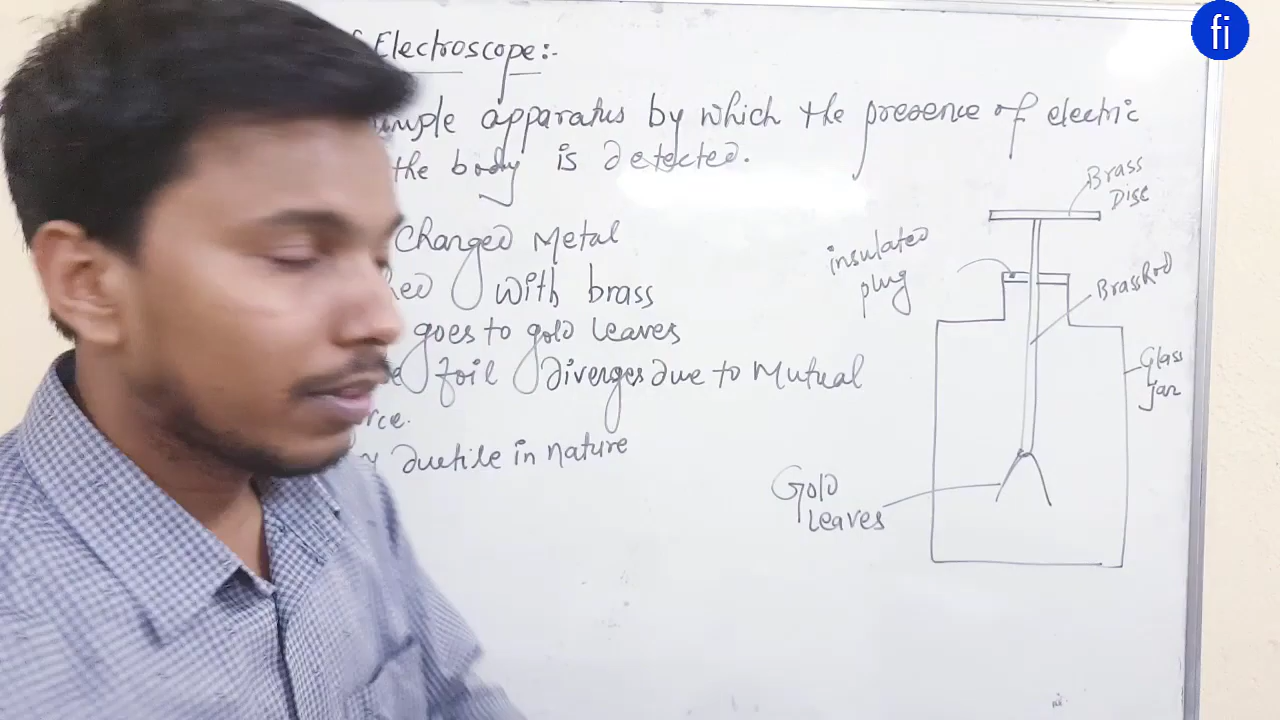 Electroscope:-
simple apparatus by which the presence of electric
the body is detected.
Charged Metal
with brass
goes to gold leaves
foil diverges due to Mutual
ductile in nature
Brass
Disc
insulated
plug
Brass Rod
Glass
Jar
Gold
Leaves
fi